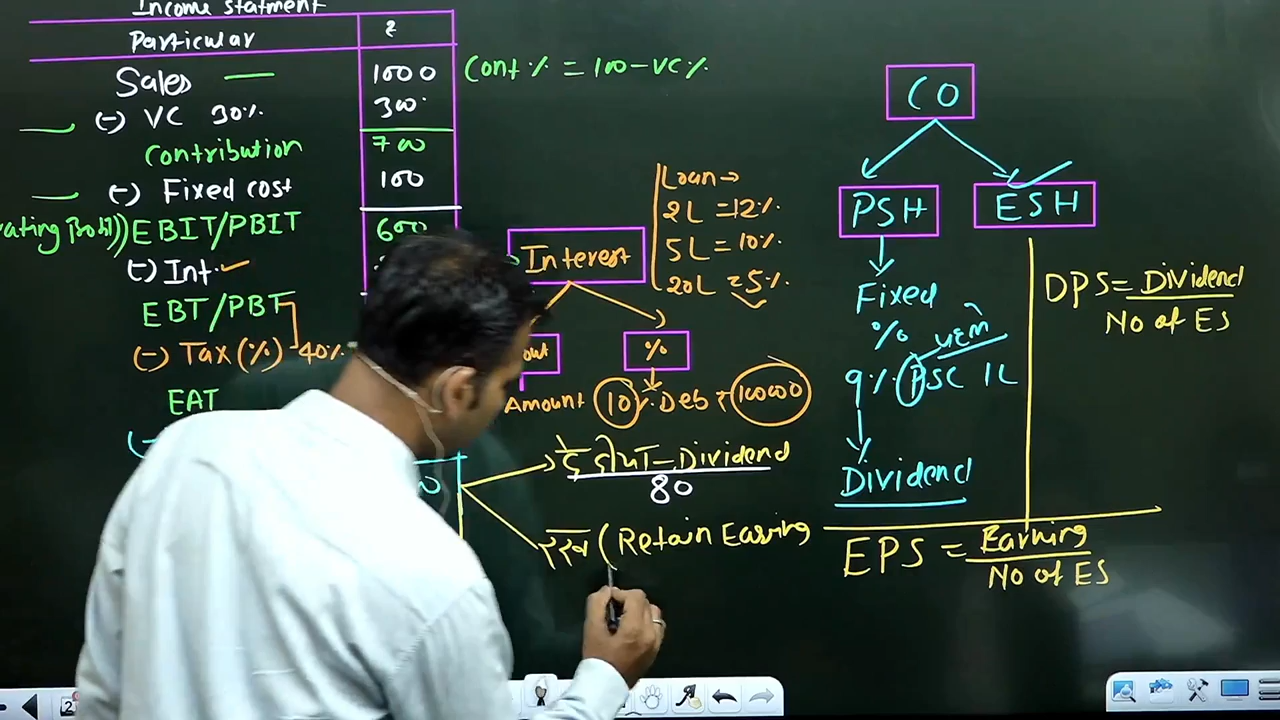 Income statment
Particular ₹
Sales 1000
(-) VC 30% 300
Contribution 700
(-) Fixed cost 100
EBIT/PBIT 600
(-) Int.
EBT/PBT
(-) Tax (%) 40%
EAT
Cont % = 100 - VC %
Loan →
2L = 12%
5L = 10%
20L = 5%
Interest
%
Amount 10 % Deb ₹ 100000
Dividend
80
(Retain Earning
CO
PSH ESH
Fixed
%
9% PSC 1L
Dividend
DPS = Dividend
No of ES
EPS = Earning
No of ES